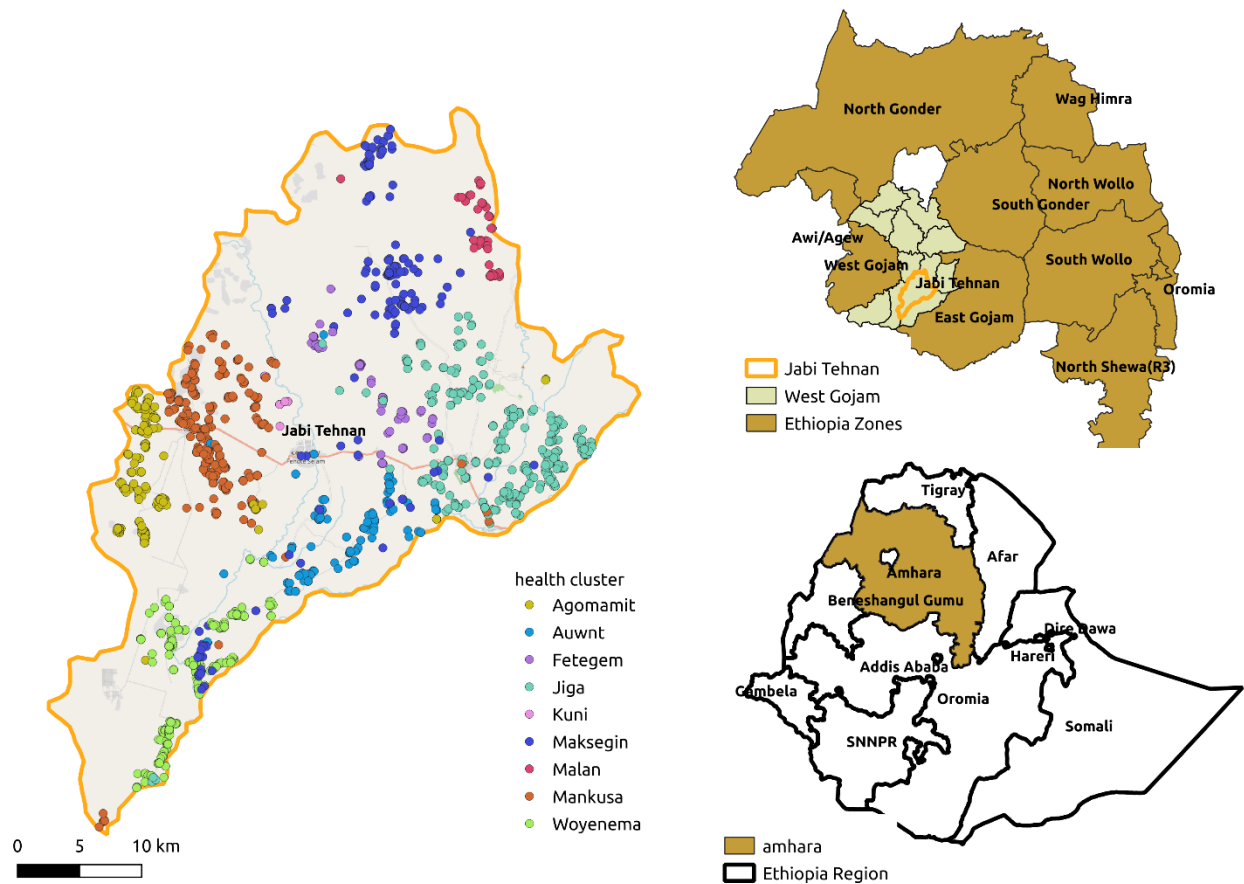 Jabi Tehnan
health cluster
Agomamit
Auwnt
Fetegem
Jiga
Kuni
Maksegin
Malan
Mankusa
Woyenema
0 5 10 km
North Gonder
Wag Himra
North Wollo
South Gonder
Awi/Agew
West Gojam
South Wollo
Jabi Tehnan
Oromia
East Gojam
North Shewa(R3)
Jabi Tehnan
West Gojam
Ethiopia Zones
Tigray
Afar
Amhara
Beneshangul Gumu
Dire Dawa
Hareri
Addis Ababa
Gambela
Oromia
Somali
SNNPR
amhara
Ethiopia Region